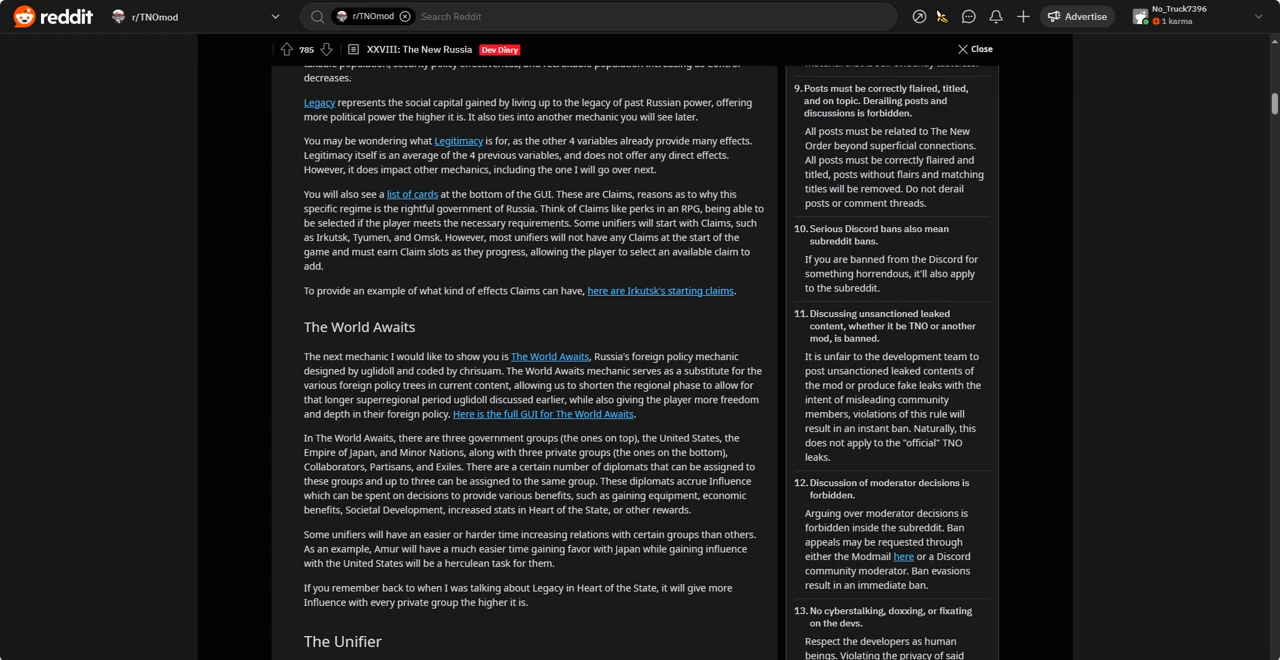 reddit
r/TNOmod
r/TNOmod
Search Reddit
Advertise
No_Truck7396
1 karma
785
XXVIII: The New Russia
Dev Diary
Close
decreases.
Legacy represents the social capital gained by living up to the legacy of past Russian power, offering
more political power the higher it is. It also ties into another mechanic you will see later.
You may be wondering what Legitimacy is for, as the other 4 variables already provide many effects.
Legitimacy itself is an average of the 4 previous variables, and does not offer any direct effects.
However, it does impact other mechanics, including the one I will go over next.
You will also see a list of cards at the bottom of the GUI. These are Claims, reasons as to why this
specific regime is the rightful government of Russia. Think of Claims like perks in an RPG, being able to
be selected if the player meets the necessary requirements. Some unifiers will start with Claims, such
as Irkutsk, Tyumen, and Omsk. However, most unifiers will not have any Claims at the start of the
game and must earn Claim slots as they progress, allowing the player to select an available claim to
add.
To provide an example of what kind of effects Claims can have, here are Irkutsk's starting claims.
The World Awaits
The next mechanic I would like to show you is The World Awaits, Russia's foreign policy mechanic
designed by uglidoll and coded by chrisuam. The World Awaits mechanic serves as a substitute for the
various foreign policy trees in current content, allowing us to shorten the regional phase to allow for
that longer superregional period uglidoll discussed earlier, while also giving the player more freedom
and depth in their foreign policy. Here is the full GUI for The World Awaits.
In The World Awaits, there are three government groups (the ones on top), the United States, the
Empire of Japan, and Minor Nations, along with three private groups (the ones on the bottom),
Collaborators, Partisans, and Exiles. There are a certain number of diplomats that can be assigned to
these groups and up to three can be assigned to the same group. These diplomats accrue Influence
which can be spent on decisions to provide various benefits, such as gaining equipment, economic
benefits, Societal Development, increased stats in Heart of the State, or other rewards.
Some unifiers will have an easier or harder time increasing relations with certain groups than others.
As an example, Amur will have a much easier time gaining favor with Japan while gaining influence
with the United States will be a herculean task for them.
If you remember back to when I was talking about Legacy in Heart of the State, it will give more
Influence with every private group the higher it is.
The Unifier
9. Posts must be correctly flaired, titled,
and on topic. Derailing posts and
discussions is forbidden.
All posts must be related to The New
Order beyond superficial connections.
All posts must be correctly flaired and
titled, posts without flairs and matching
titles will be removed. Do not derail
posts or comment threads.
10. Serious Discord bans also mean
subreddit bans.
If you are banned from the Discord for
something horrendous, it'll also apply
to the subreddit.
11. Discussing unsanctioned leaked
content, whether it be TNO or another
mod, is banned.
It is unfair to the development team to
post unsanctioned leaked contents of
the mod or produce fake leaks with the
intent of misleading community
members, violations of this rule will
result in an instant ban. Naturally, this
does not apply to the "official" TNO
leaks.
12. Discussion of moderator decisions is
forbidden.
Arguing over moderator decisions is
forbidden inside the subreddit. Ban
appeals may be requested through
either the Modmail here or a Discord
community moderator. Ban evasions
result in an immediate ban.
13. No cyberstalking, doxxing, or fixating
on the devs.
Respect the developers as human
beings. Violating the privacy of said